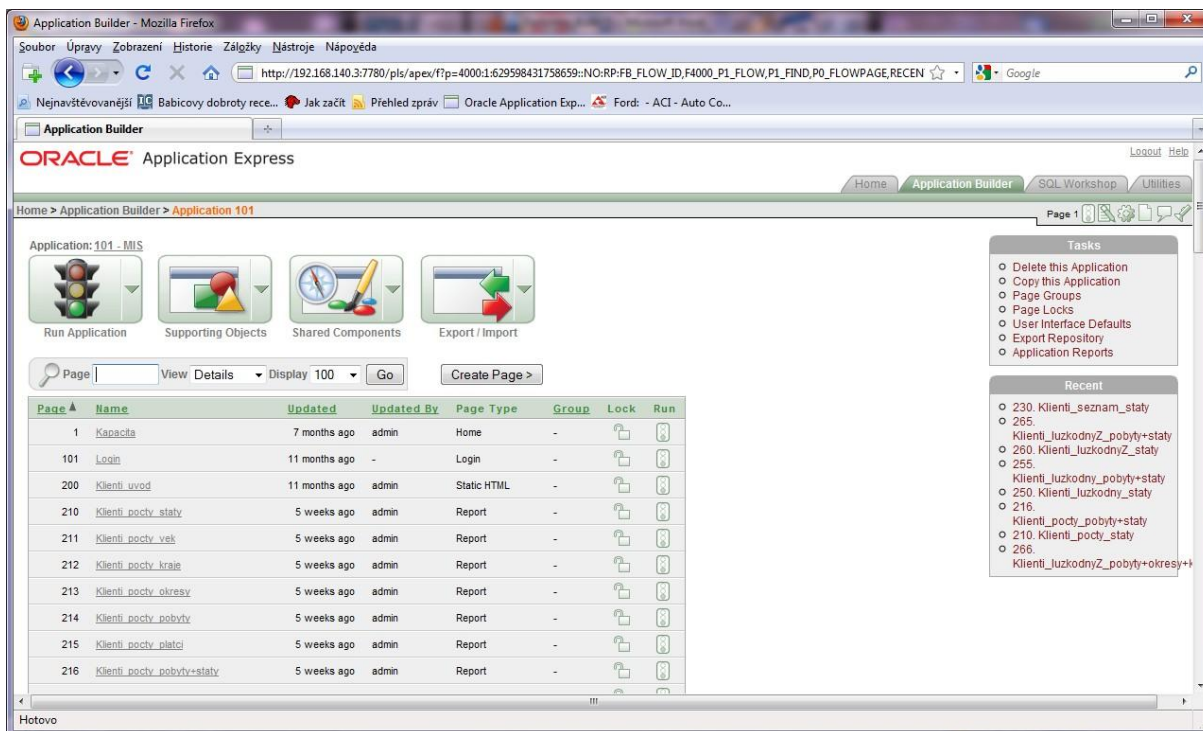 Application Builder - Mozilla Firefox
Soubor Úpravy Zobrazení Historie Záložky Nástroje Nápověda
http://192.168.140.3:7780/pls/apex/f?p=4000:1:629598431758659::NO:RP:FB_FLOW_ID,F4000_P1_FLOW,P1_FIND,P0_FLOWPAGE,RECEN
Google
Nejnavštěvovanější Babicovy dobroty rece... Jak začít Přehled zpráv Oracle Application Exp... Ford: - ACI - Auto Co...
Application Builder
ORACLE Application Express
Logout Help
Home Application Builder SQL Workshop Utilities
Home > Application Builder > Application 101
Page 1
Application: 101 - MIS
Run Application Supporting Objects Shared Components Export / Import
Page View Details Display 100 Go Create Page >
Page Name Updated Updated By Page Type Group Lock Run
1 Kapacita 7 months ago admin Home -
101 Login 11 months ago - Login -
200 Klienti_uvod 11 months ago admin Static HTML -
210 Klienti_pocty_staty 5 weeks ago admin Report -
211 Klienti_pocty_vek 5 weeks ago admin Report -
212 Klienti_pocty_kraje 5 weeks ago admin Report -
213 Klienti_pocty_okresy 5 weeks ago admin Report -
214 Klienti_pocty_pobyty 5 weeks ago admin Report -
215 Klienti_pocty_platci 5 weeks ago admin Report -
216 Klienti_pocty_pobyty+staty 5 weeks ago admin Report -
Tasks
Delete this Application
Copy this Application
Page Groups
Page Locks
User Interface Defaults
Export Repository
Application Reports
Recent
230. Klienti_seznam_staty
265.
Klienti_luzkodnyZ_pobyty+staty
260. Klienti_luzkodnyZ_staty
255.
Klienti_luzkodny_pobyty+staty
250. Klienti_luzkodny_staty
216.
Klienti_pocty_pobyty+staty
210. Klienti_pocty_staty
266.
Klienti_luzkodnyZ_pobyty+okresy+k
Hotovo